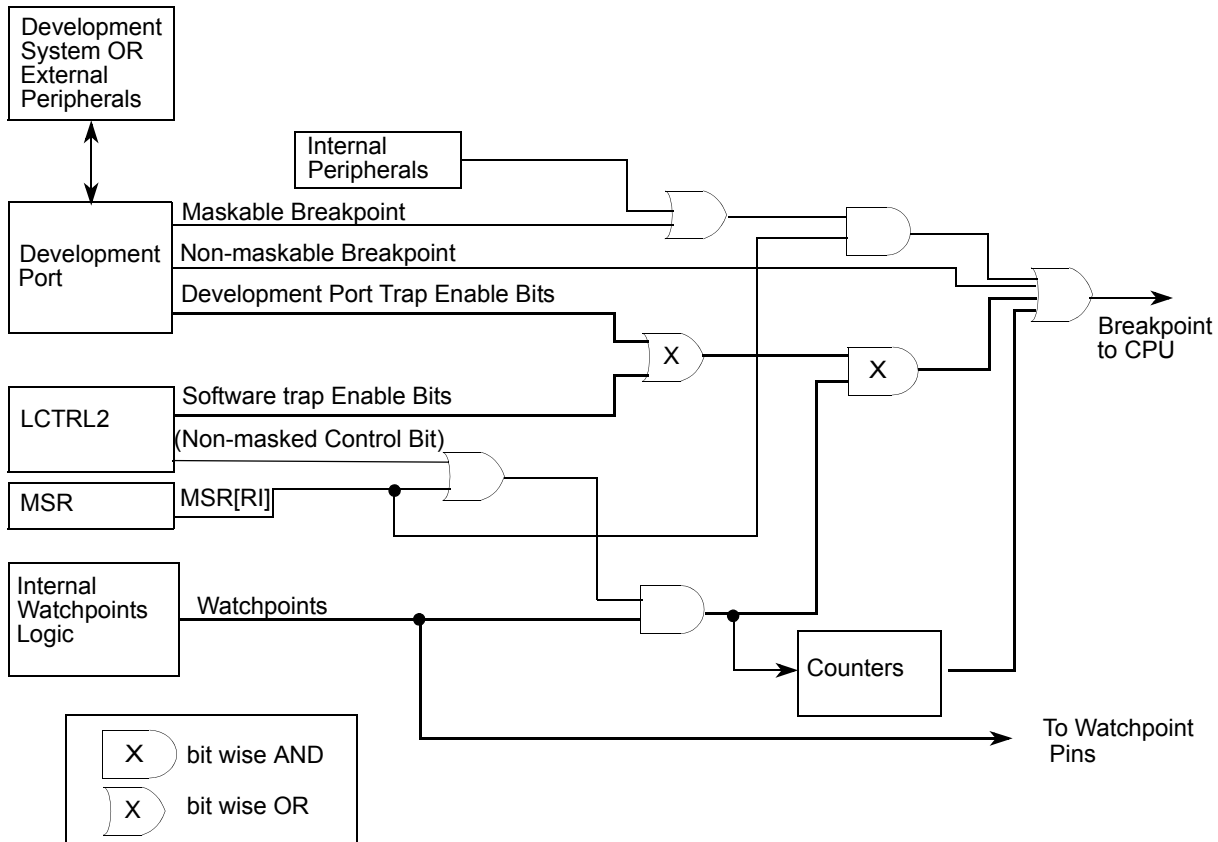 Development
System OR
External
Peripherals
Internal
Peripherals
Maskable Breakpoint
Development
Port
Non-maskable Breakpoint
Development Port Trap Enable Bits
Breakpoint
to CPU
X
X
LCTRL2
Software trap Enable Bits
(Non-masked Control Bit)
MSR
MSR[RI]
Internal
Watchpoints
Logic
Watchpoints
Counters
To Watchpoint
Pins
X bit wise AND
X bit wise OR